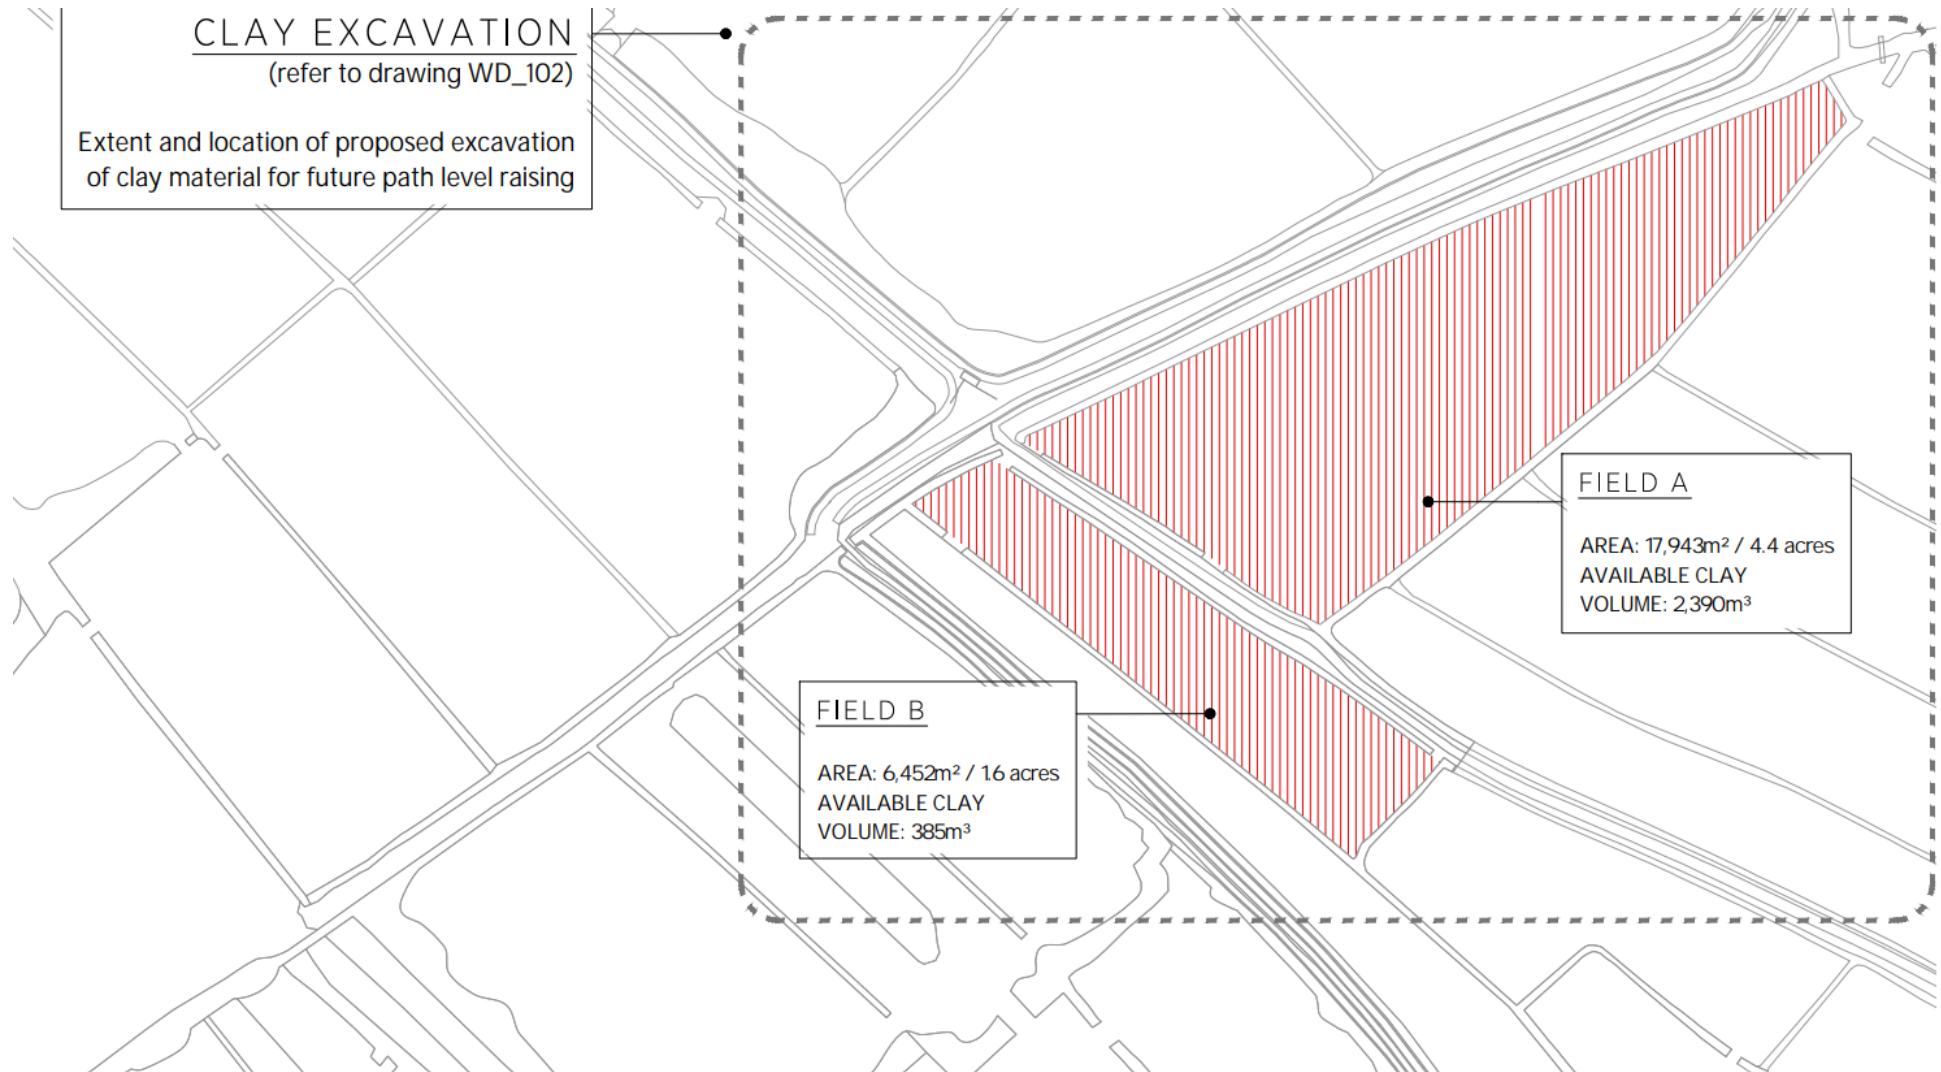 CLAY EXCAVATION
(refer to drawing WD_102)
Extent and location of proposed excavation
of clay material for future path level raising
FIELD A
AREA: 17,943m² / 4.4 acres
AVAILABLE CLAY
VOLUME: 2,390m³
FIELD B
AREA: 6,452m² / 1.6 acres
AVAILABLE CLAY
VOLUME: 385m³